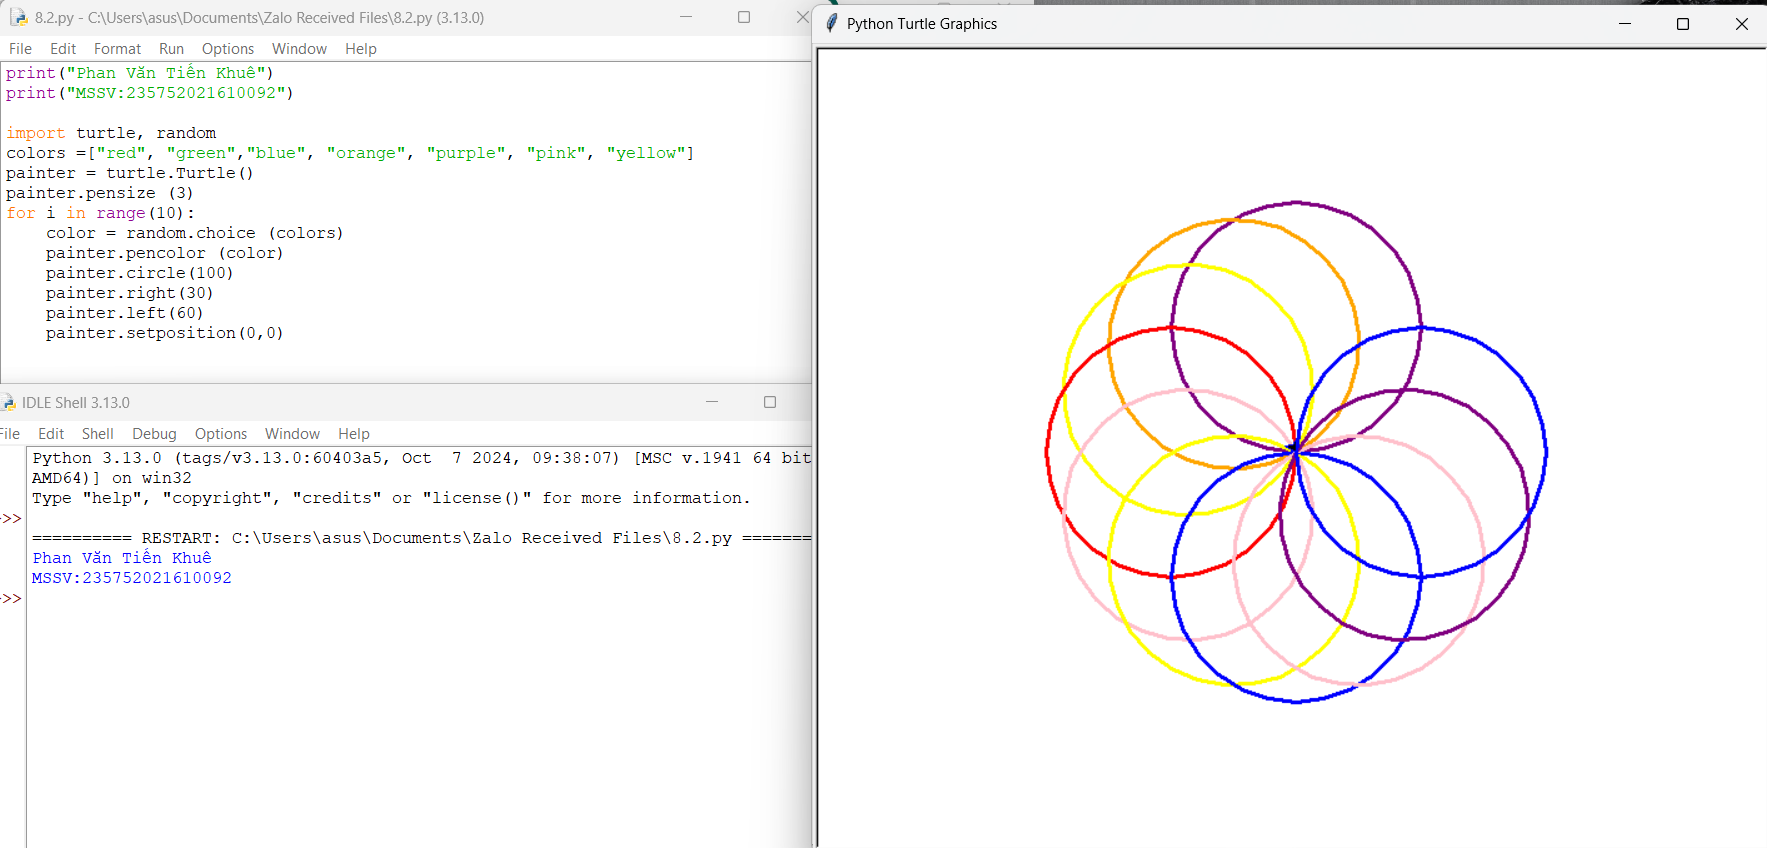 8.2.py - C:\Users\asus\Documents\Zalo Received Files\8.2.py (3.13.0)
File Edit Format Run Options Window Help
print("Phan Văn Tiến Khuê")
print("MSSV:235752021610092")
import turtle, random
colors =["red", "green","blue", "orange", "purple", "pink", "yellow"]
painter = turtle.Turtle()
painter.pensize (3)
for i in range(10):
    color = random.choice (colors)
    painter.pencolor (color)
    painter.circle(100)
    painter.right(30)
    painter.left(60)
    painter.setposition(0,0)
IDLE Shell 3.13.0
File Edit Shell Debug Options Window Help
Python 3.13.0 (tags/v3.13.0:60403a5, Oct  7 2024, 09:38:07) [MSC v.1941 64 bit
AMD64)] on win32
Type "help", "copyright", "credits" or "license()" for more information.
>>
========== RESTART: C:\Users\asus\Documents\Zalo Received Files\8.2.py =======
Phan Văn Tiến Khuê
MSSV:235752021610092
>>
Python Turtle Graphics